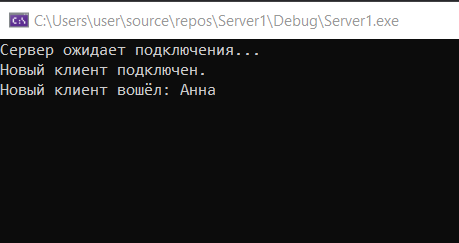 C:\Users\user\source\repos\Server1\Debug\Server1.exe
Сервер ожидает подключения...
Новый клиент подключен.
Новый клиент вошёл: Анна